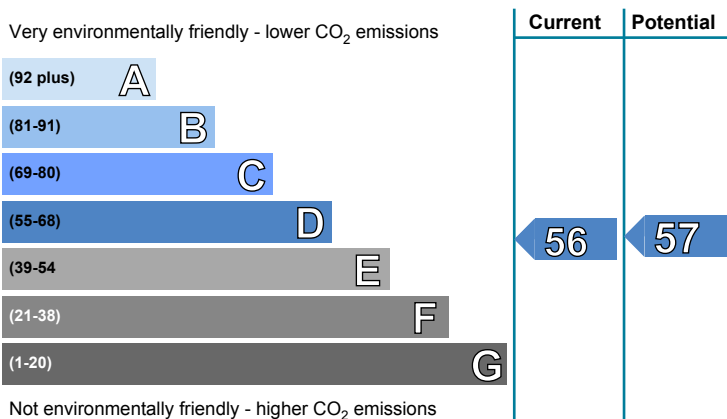 Very environmentally friendly - lower CO2 emissions
Current
Potential
(92 plus) A
(81-91) B
(69-80) C
(55-68) D
(39-54 E
(21-38) F
(1-20) G
56
57
Not environmentally friendly - higher CO2 emissions